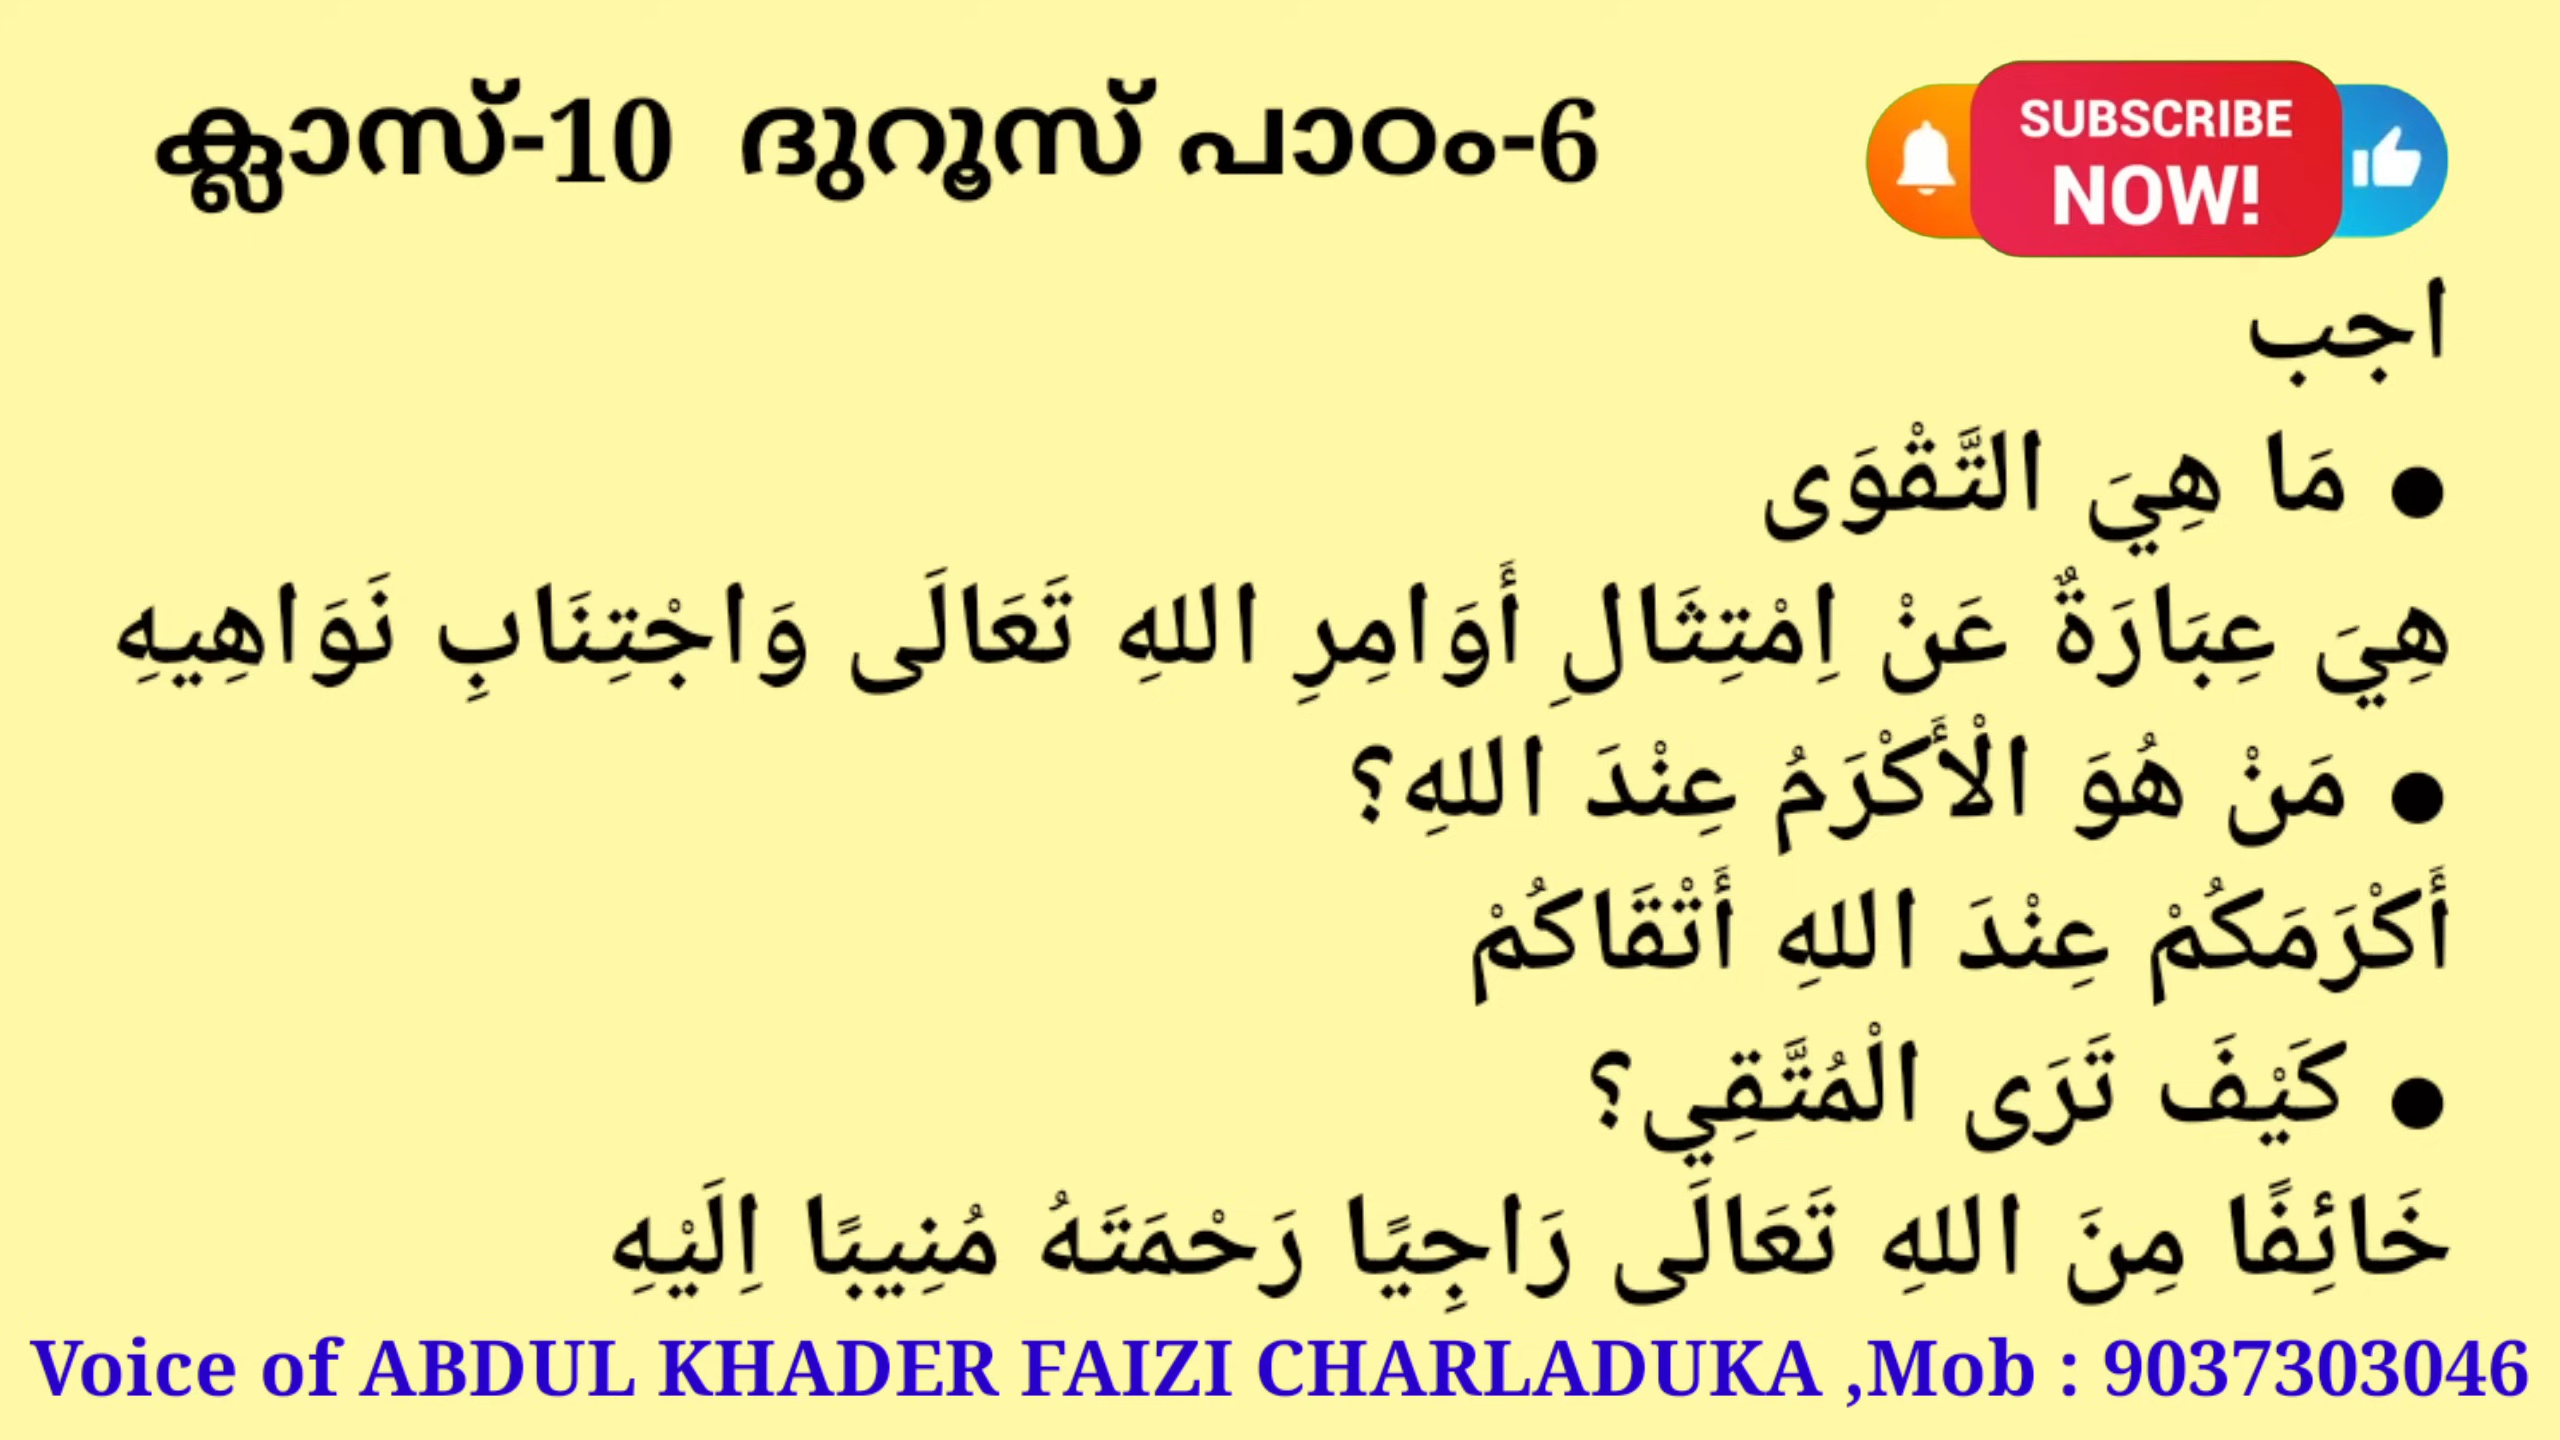 ക്ലാസ്-10 ദുറൂസ് പാഠം-6
SUBSCRIBE
NOW!
اجب
● مَا هِيَ التَّقْوَى
هِيَ عِبَارَةٌ عَنْ اِمْتِثَالِ أَوَامِرِ اللهِ تَعَالَى وَاجْتِنَابِ نَوَاهِيهِ
● مَنْ هُوَ الْأَكْرَمُ عِنْدَ اللهِ؟
أَكْرَمَكُمْ عِنْدَ اللهِ أَتْقَاكُمْ
● كَيْفَ تَرَى الْمُتَّقِي؟
خَائِفًا مِنَ اللهِ تَعَالَى رَاجِيًا رَحْمَتَهُ مُنِيبًا اِلَيْهِ
Voice of ABDUL KHADER FAIZI CHARLADUKA ,Mob : 9037303046